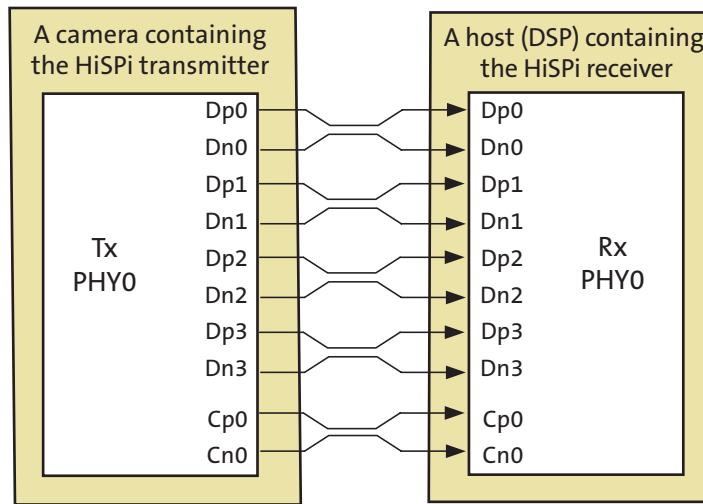 A camera containing
the HiSPi transmitter
A host (DSP) containing
the HiSPi receiver
Tx
PHY0
Dp0
Dn0
Dp1
Dn1
Dp2
Dn2
Dp3
Dn3
Cp0
Cn0
Dp0
Dn0
Dp1
Dn1
Dp2
Dn2
Dp3
Dn3
Cp0
Cn0
Rx
PHY0